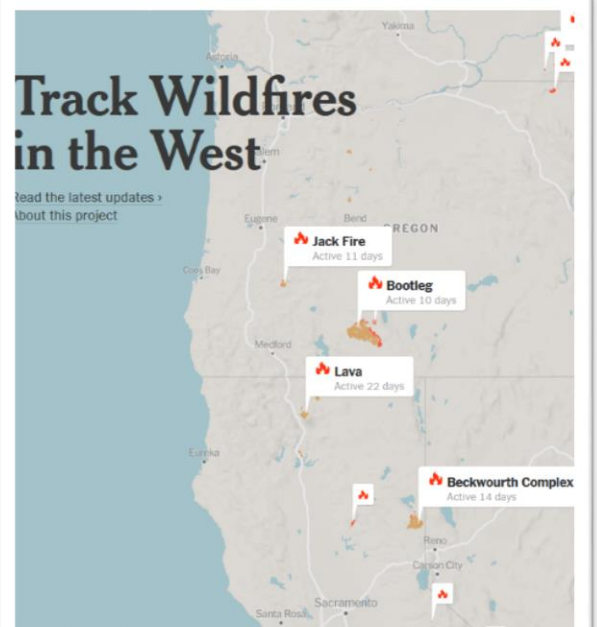 Yakima
Astoria
Track Wildfires
in the West
Read the latest updates ›
About this project
Eugene
Bend
OREGON
Jack Fire
Active 11 days
Coos Bay
Bootleg
Active 10 days
Medford
Lava
Active 22 days
Eureka
Beckwourth Complex
Active 14 days
Reno
Carson City
Sacramento
Santa Rosa